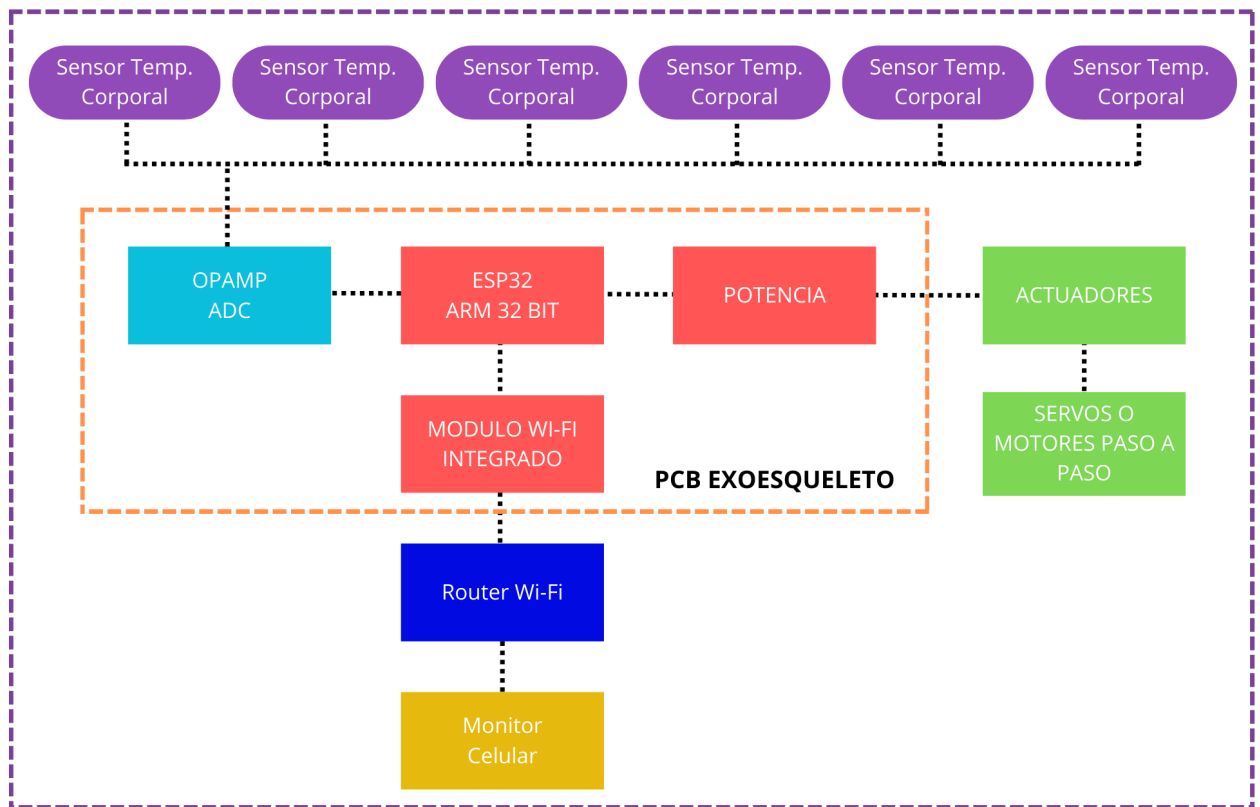 Sensor Temp.
Corporal
Sensor Temp.
Corporal
Sensor Temp.
Corporal
Sensor Temp.
Corporal
Sensor Temp.
Corporal
Sensor Temp.
Corporal
OPAMP
ADC
ESP32
ARM 32 BIT
POTENCIA
ACTUADORES
MODULO WI-FI
INTEGRADO
SERVOS O
MOTORES PASO A
PASO
PCB EXOESQUELETO
Router Wi-Fi
Monitor
Celular